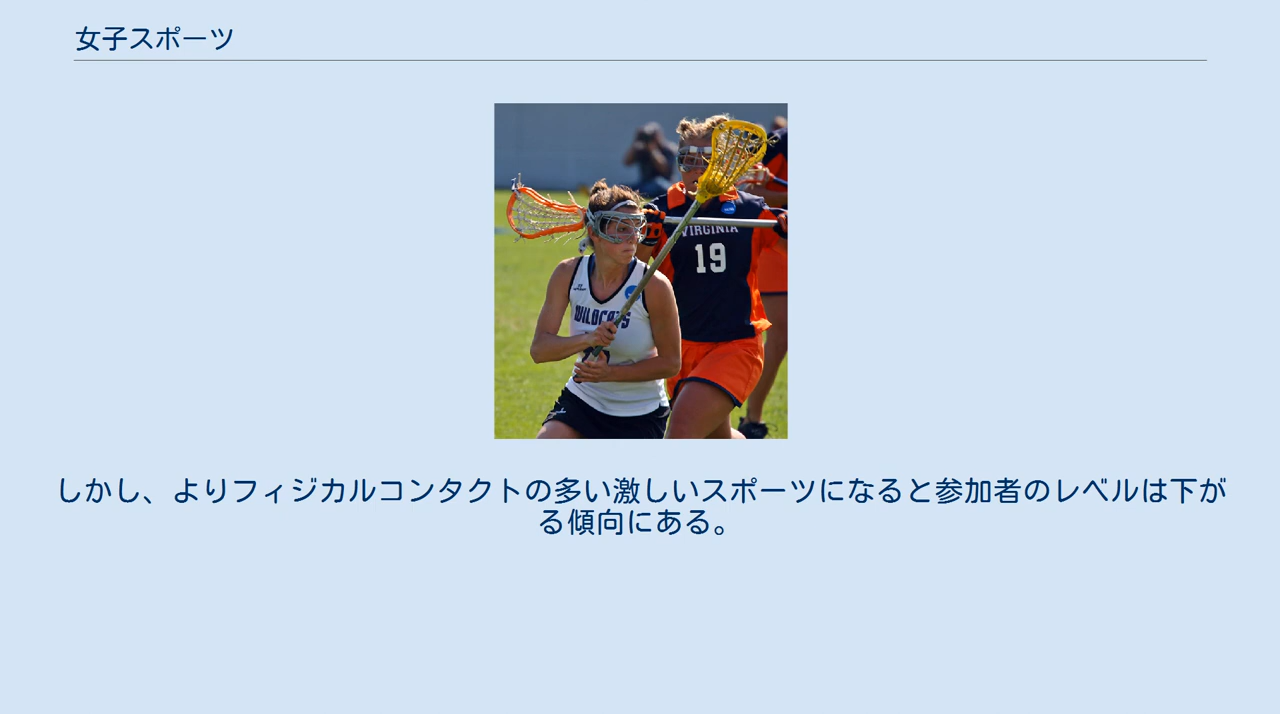 女子スポーツ
VIRGINIA
19
WILDCATS
しかし、よりフィジカルコンタクトの多い激しいスポーツになると参加者のレベルは下が
る傾向にある。